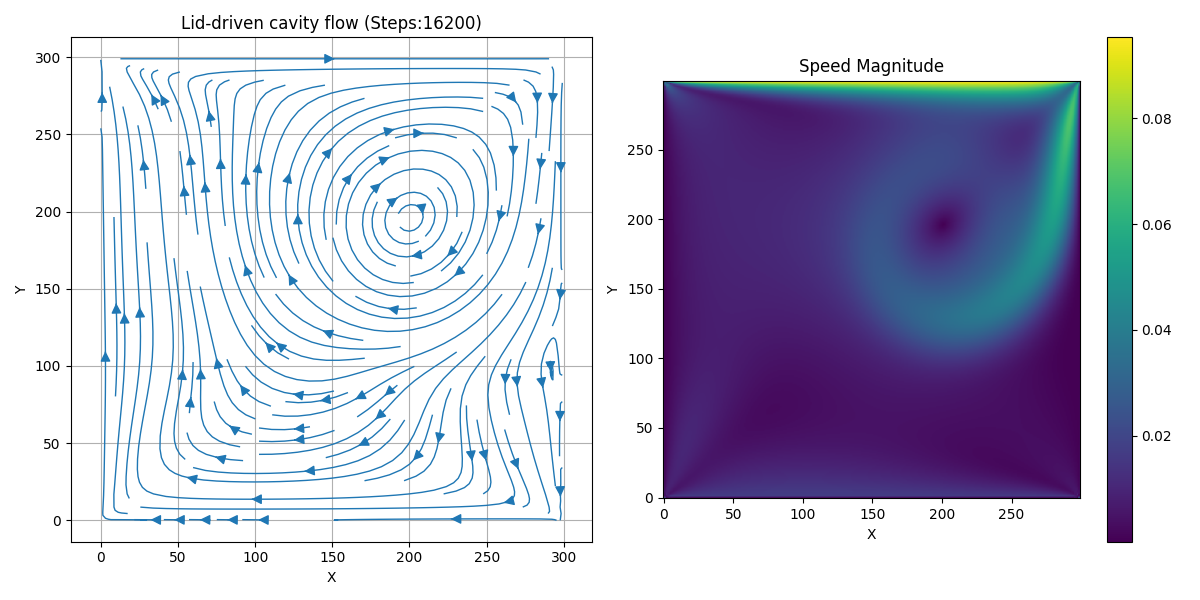 Lid-driven cavity flow (Steps:16200)
300
250
200
150
100
50
0
Y
0 50 100 150 200 250 300
X
Speed Magnitude
250
200
150
100
50
0
Y
0 50 100 150 200 250
X
0.08
0.06
0.04
0.02